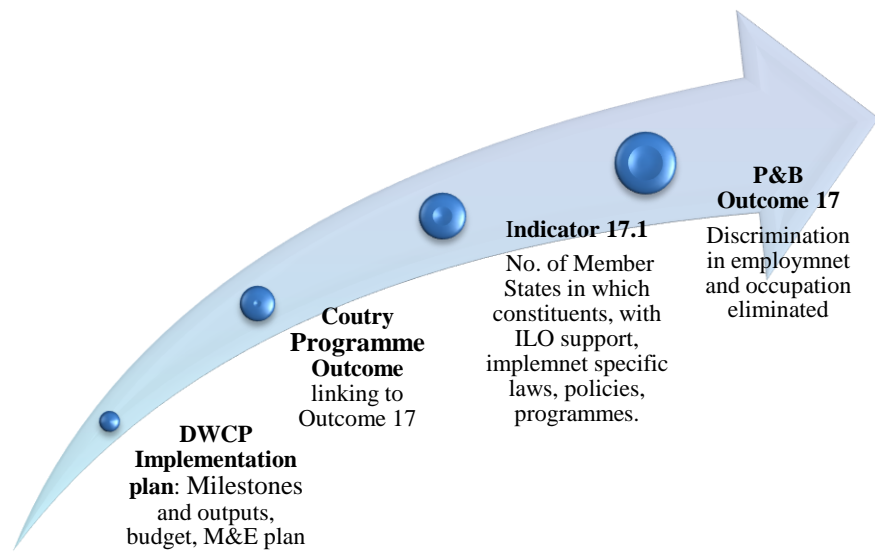 DWCP
Implementation
plan: Milestones
and outputs,
budget, M&E plan
Coutry
Programme
Outcome
linking to
Outcome 17
Indicator 17.1
No. of Member
States in which
constituents, with
ILO support,
implemnet specific
laws, policies,
programmes.
P&B
Outcome 17
Discrimination
in employmnet
and occupation
eliminated